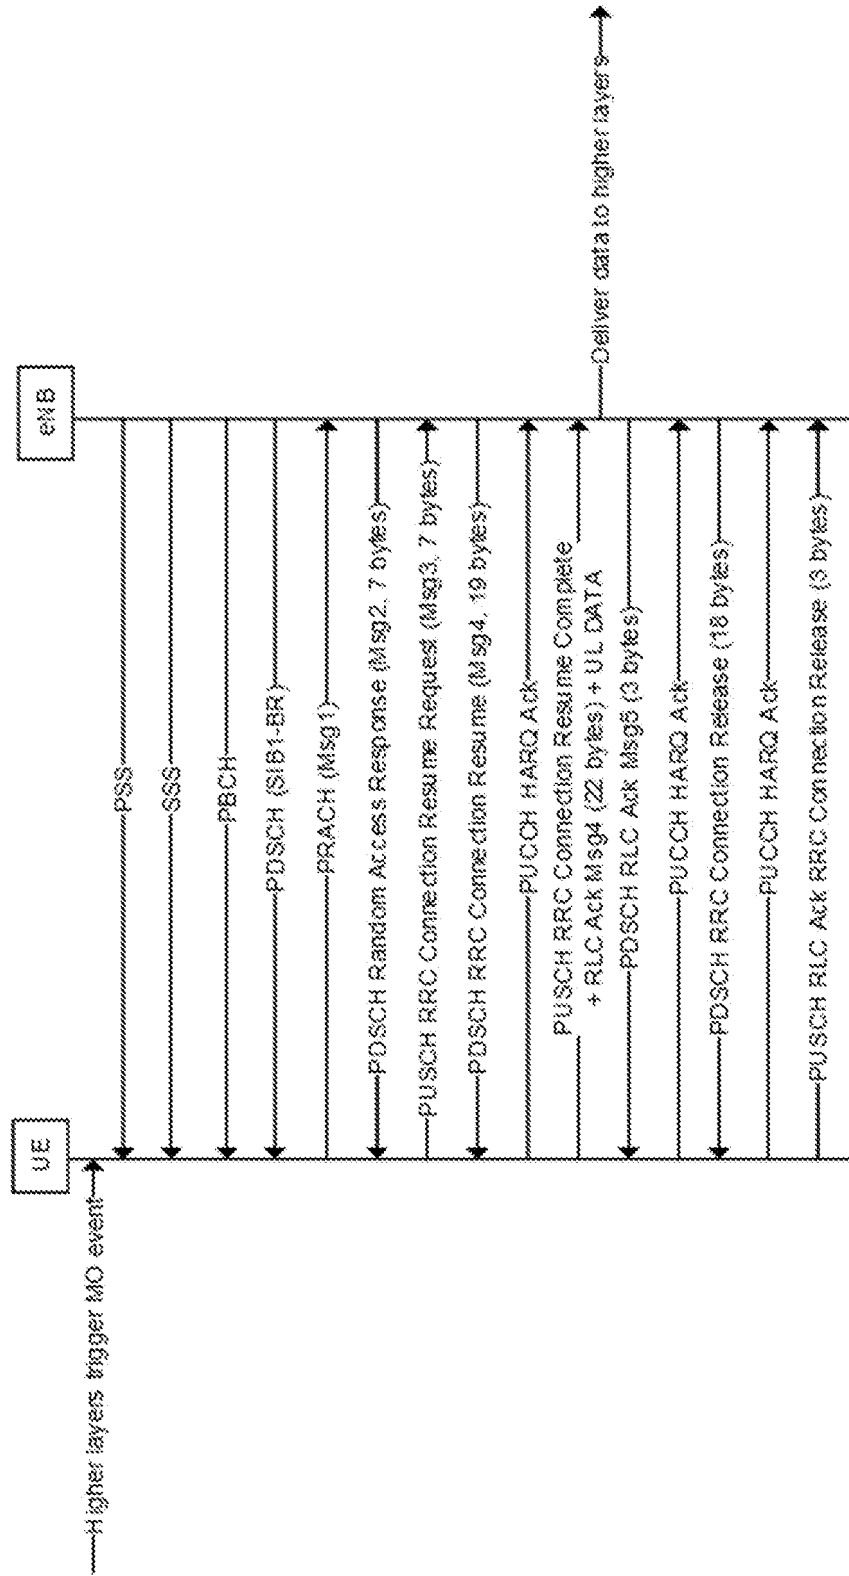 UE
eNB
Higher layers trigger MO event
PSS
SSS
PBCH
PDSCH (SIB1-BR)
PRACH (Msg1)
PDSCH Random Access Response (Msg2, 7 bytes)
PUSCH RRC Connection Resume Request (Msg3, 7 bytes)
PDSCH RRC Connection Resume (Msg4, 19 bytes)
PUCCH HARQ Ack
PUSCH RRC Connection Resume Complete
+ RLC Ack Msg4 (22 bytes) + UL DATA
Deliver data to higher layers
PDSCH RLC Ack Msg5 (3 bytes)
PUCCH HARQ Ack
PDSCH RRC Connection Release (18 bytes)
PUCCH HARQ Ack
PUSCH RLC Ack RRC Connection Release (3 bytes)